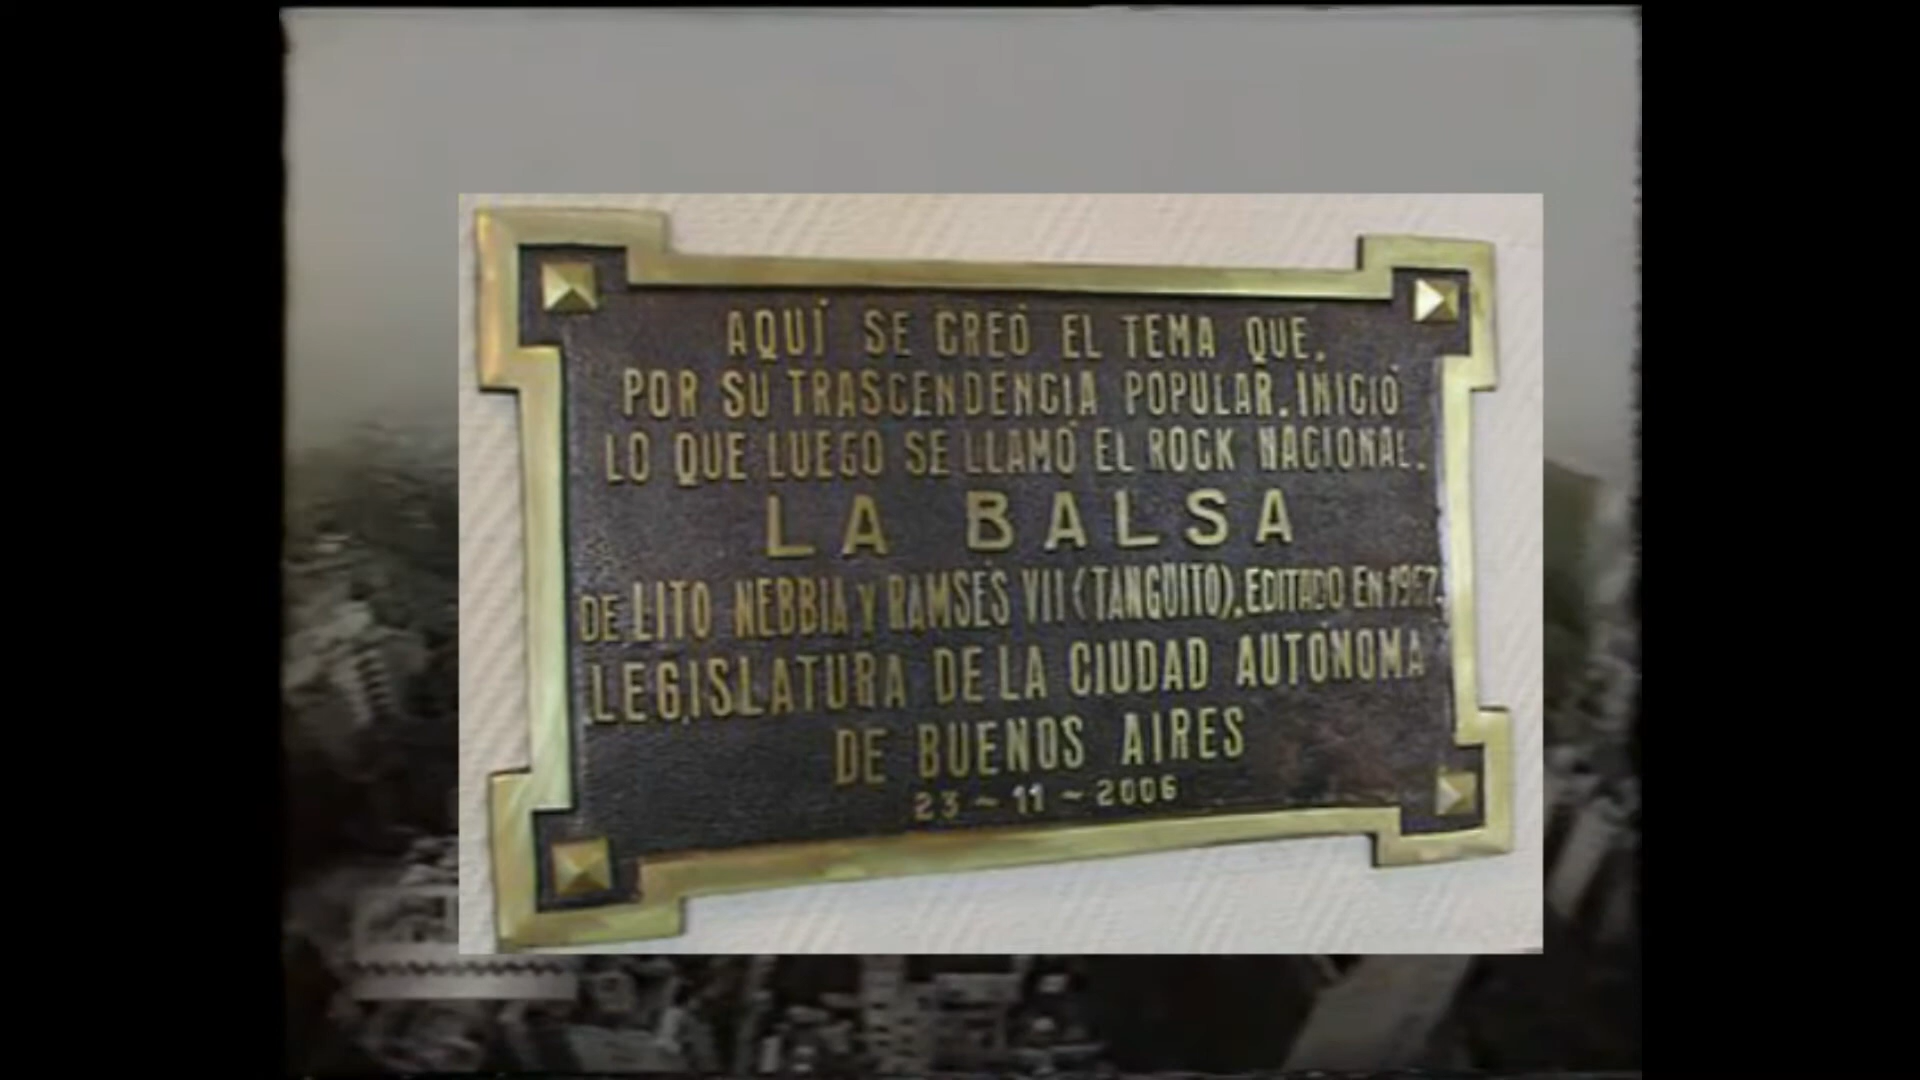 AQUÍ SE CREÓ EL TEMA QUE,
POR SU TRASCENDENCIA POPULAR, INICIÓ
LO QUE LUEGO SE LLAMÓ EL ROCK NACIONAL.
LA BALSA
DE LITO NEBBIA Y RAMSÉS VII (TANGUITO), EDITADO EN 1967.
LEGISLATURA DE LA CIUDAD AUTÓNOMA
DE BUENOS AIRES
23 ~ 11 ~ 2006